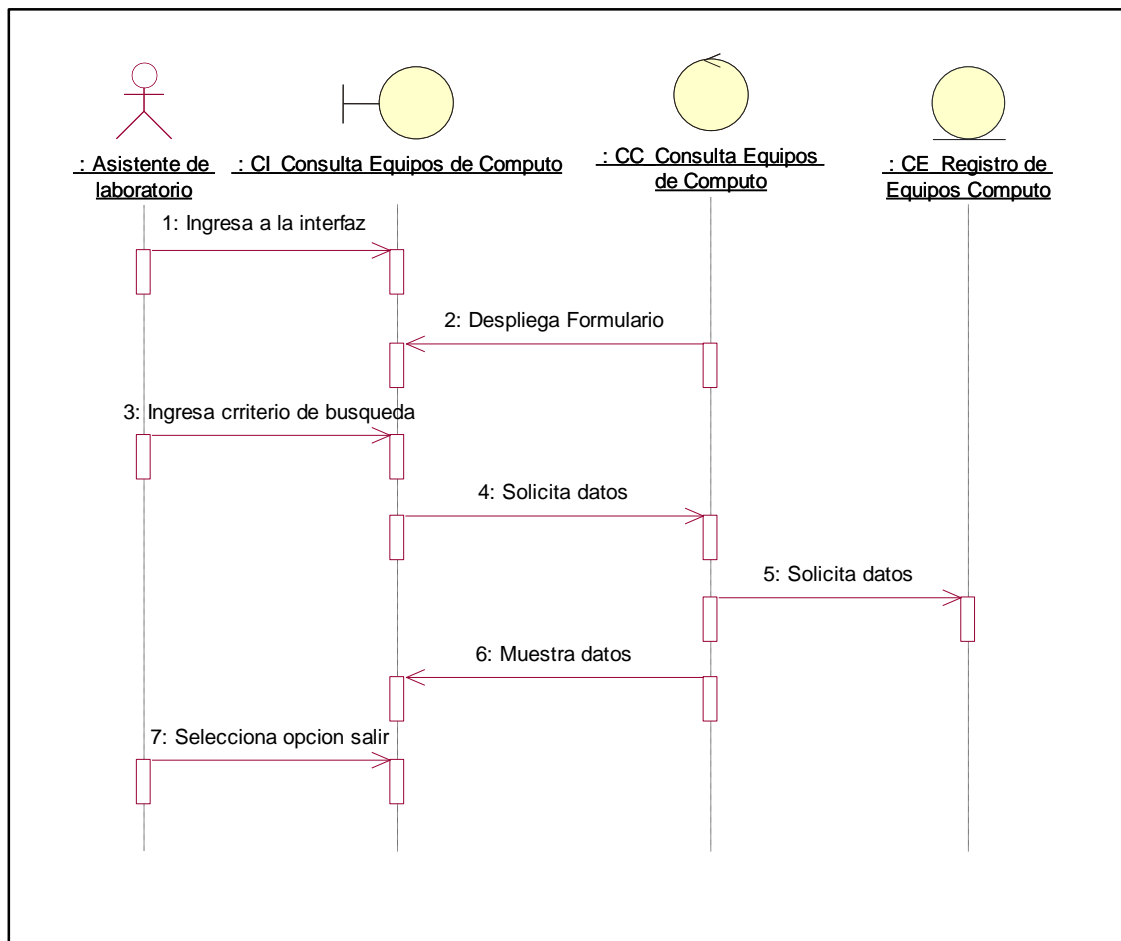 : Asistente de
laboratorio
: CI_Consulta Equipos de Computo
: CC_Consulta Equipos
de Computo
: CE_Registro de
Equipos Computo
1: Ingresa a la interfaz
2: Despliega Formulario
3: Ingresa crriterio de busqueda
4: Solicita datos
5: Solicita datos
6: Muestra datos
7: Selecciona opcion salir